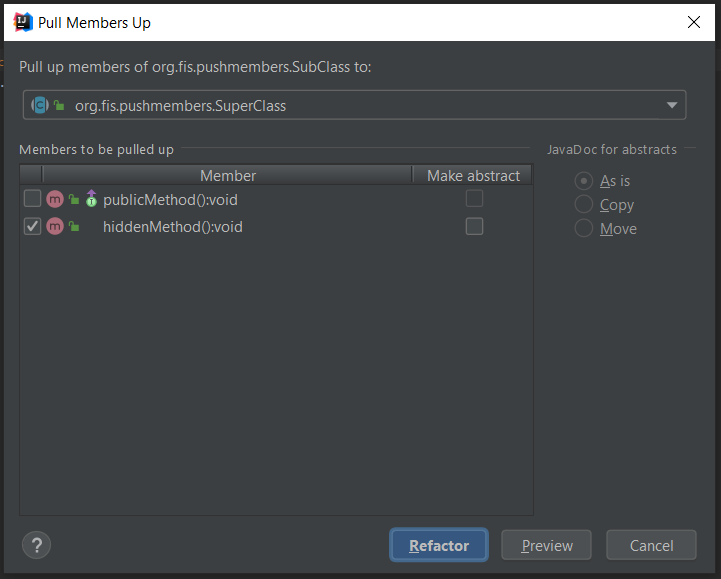 Pull Members Up
Pull up members of org.fis.pushmembers.SubClass to:
org.fis.pushmembers.SuperClass
Members to be pulled up
JavaDoc for abstracts
Member Make abstract
publicMethod():void
hiddenMethod():void
As is
Copy
Move
? Refactor Preview Cancel